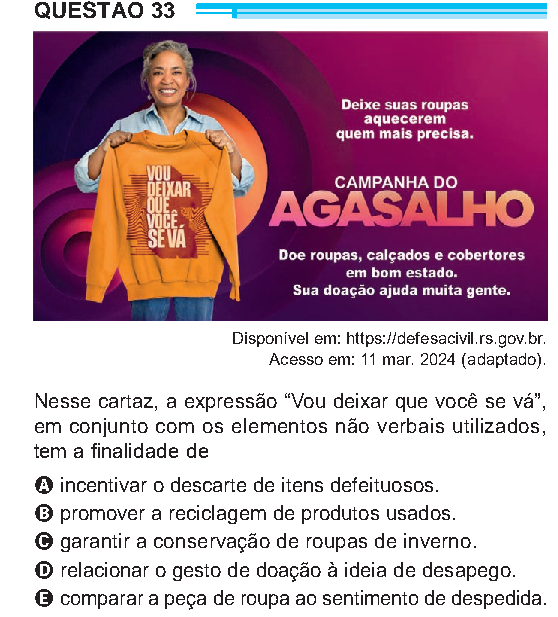 QUESTÃO 33
Deixe suas roupas
aquecerem
quem mais precisa.
CAMPANHA DO
AGASALHO
Doe roupas, calçados e cobertores
em bom estado.
Sua doação ajuda muita gente.
VOU
DEIXAR
QUE
VOCÊ
SE VÁ
Disponível em: https://defesacivil.rs.gov.br.
Acesso em: 11 mar. 2024 (adaptado).
Nesse cartaz, a expressão “Vou deixar que você se vá”,
em conjunto com os elementos não verbais utilizados,
tem a finalidade de
A incentivar o descarte de itens defeituosos.
B promover a reciclagem de produtos usados.
C garantir a conservação de roupas de inverno.
D relacionar o gesto de doação à ideia de desapego.
E comparar a peça de roupa ao sentimento de despedida.